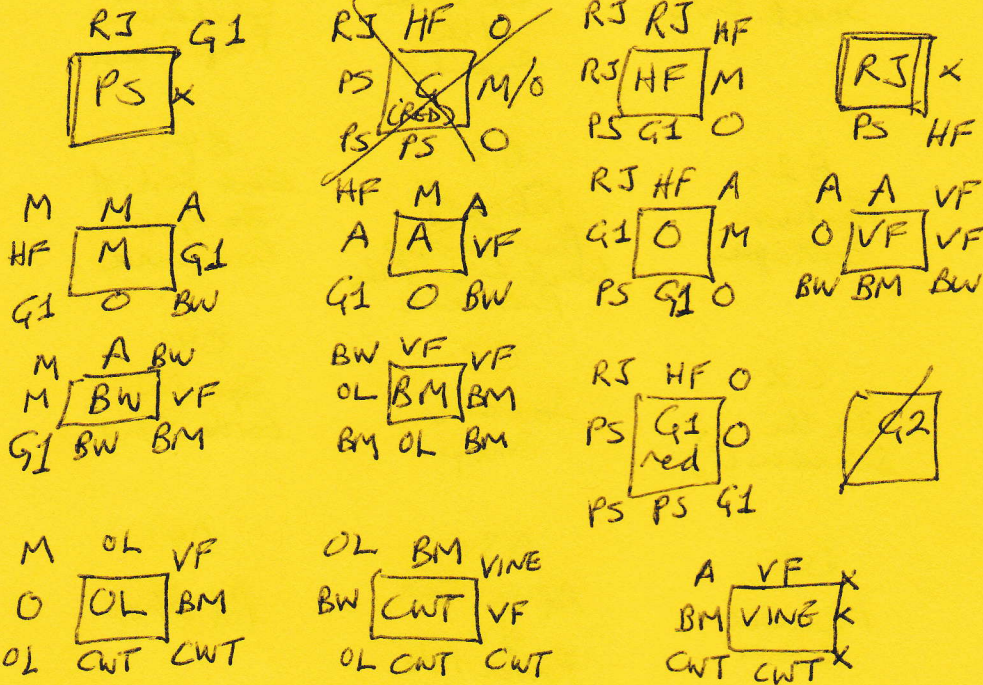 RJ G1 RJ HF O RJ RJ HF
PS X PS G M/O RJ HF M RJ X
(RED)
PS PS O PS G1 O PS HF
M M A HF M A RJ HF A A A VF
HF M G1 A A VF G1 O M O VF VF
G1 O BW G1 O BW PS G1 O BW BM BW
M A BW BW VF VF RJ HF O
M BW VF OL BM BM PS G1 O G2
red
G1 BW BM BM OL BM PS PS G1
M OL VF OL BM VINE A VF X
O OL BM BW CWT VF BM VINE X
OL CWT CWT OL CWT CWT CWT CWT X